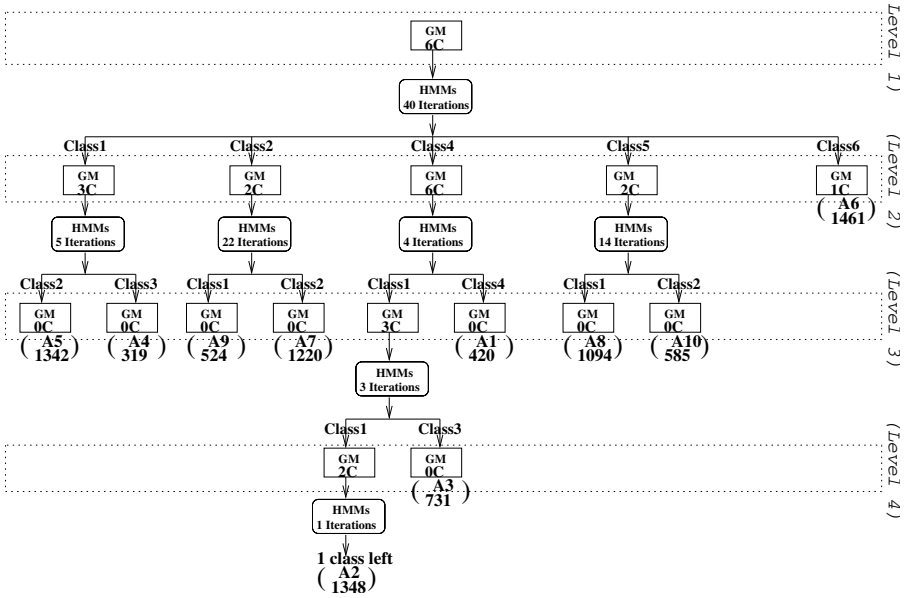 GM
6C
(Level 1)
HMMs
40 Iterations
Class1 Class2 Class4 Class5 Class6
GM GM GM GM GM
3C 2C 6C 2C 1C
(Level 2)
( A6
1461 )
HMMs HMMs HMMs HMMs
5 Iterations 22 Iterations 4 Iterations 14 Iterations
Class2 Class3 Class1 Class2 Class1 Class4 Class1 Class2
GM GM GM GM GM GM GM GM
0C 0C 0C 0C 3C 0C 0C 0C
(Level 3)
( A5 ( A4 ( A9 ( A7 ( A1 ( A8 ( A10
1342 ) 319 ) 524 ) 1220 ) 420 ) 1094 ) 585 )
HMMs
3 Iterations
Class1 Class3
GM GM
2C 0C
(Level 4)
( A3
731 )
HMMs
1 Iterations
1 class left
( A2
1348 )